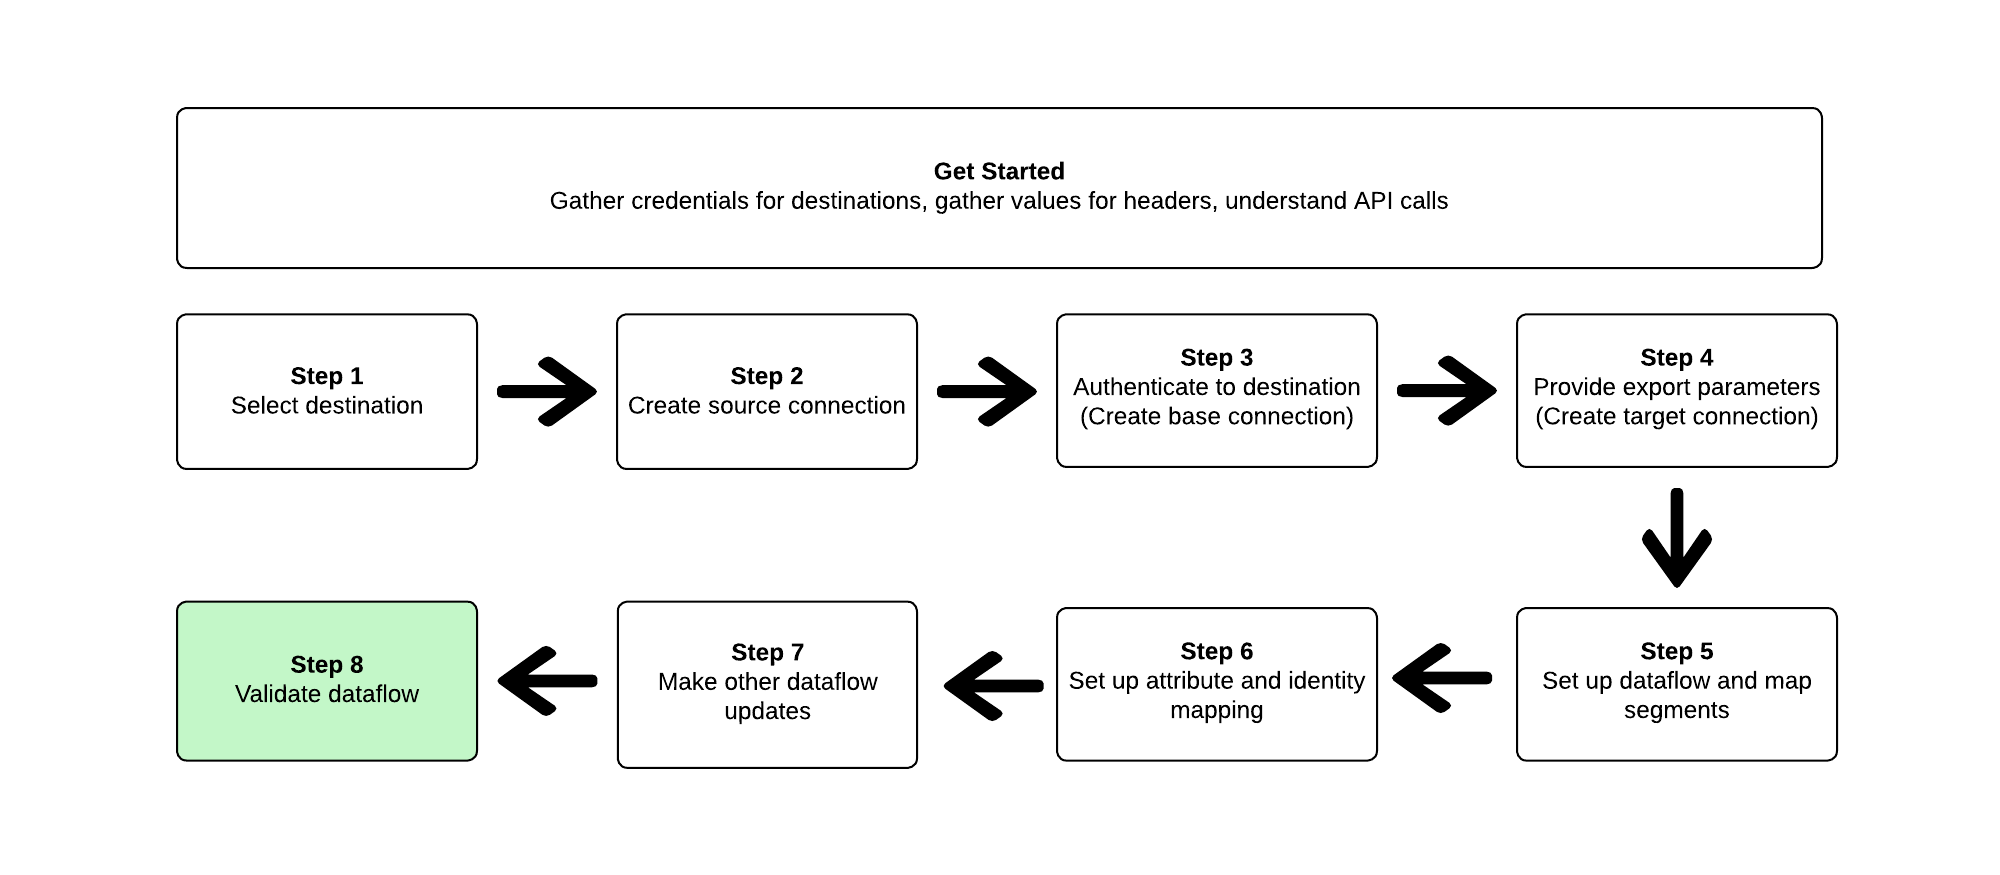 Get Started
Gather credentials for destinations, gather values for headers, understand API calls
Step 1
Select destination
Step 2
Create source connection
Step 3
Authenticate to destination
(Create base connection)
Step 4
Provide export parameters
(Create target connection)
Step 5
Set up dataflow and map
segments
Step 6
Set up attribute and identity
mapping
Step 7
Make other dataflow
updates
Step 8
Validate dataflow